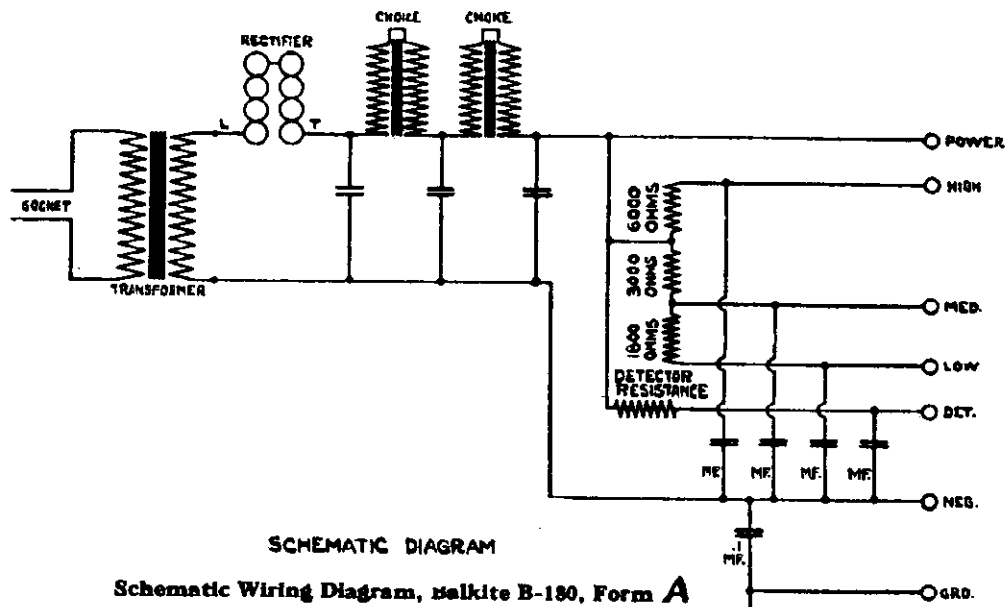 CHOKE CHOKE
RECTIFIER
L T
POWER
HIGH
SOCKET
6000
OHMS
3000
OHMS
TRANSFORMER
MED.
1800
OHMS
LOW
DETECTOR
RESISTANCE
DET.
MF. MF. MF. MF.
NEG.
SCHEMATIC DIAGRAM
.1
MF.
Schematic Wiring Diagram, Balkite B-180, Form A
GRD.